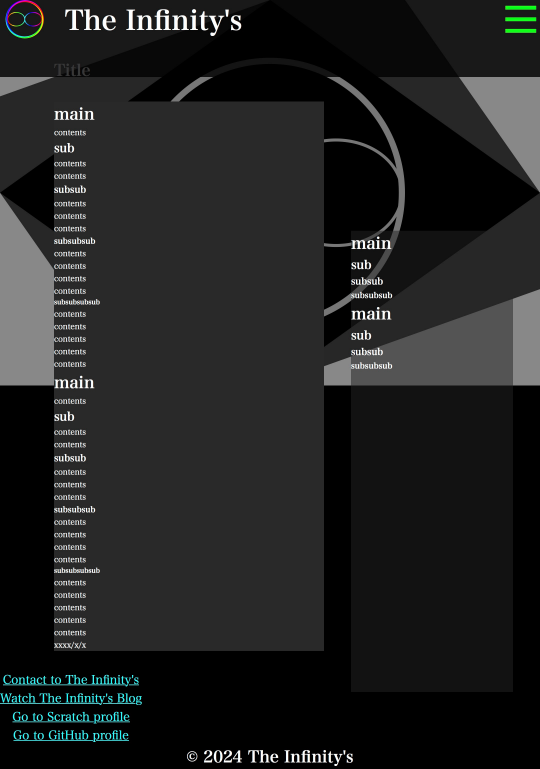 The Infinity's
Title
main
contents
sub
contents
contents
subsub
contents
contents
contents
subsubsub
contents
contents
contents
contents
subsubsubsub
contents
contents
contents
contents
contents
main
contents
sub
contents
contents
subsub
contents
contents
contents
subsubsub
contents
contents
contents
contents
subsubsubsub
contents
contents
contents
contents
contents
xxxx/x/x
main
sub
subsub
subsubsub
main
sub
subsub
subsubsub
Contact to The Infinity's
Watch The Infinity's Blog
Go to Scratch profile
Go to GitHub profile
© 2024 The Infinity's